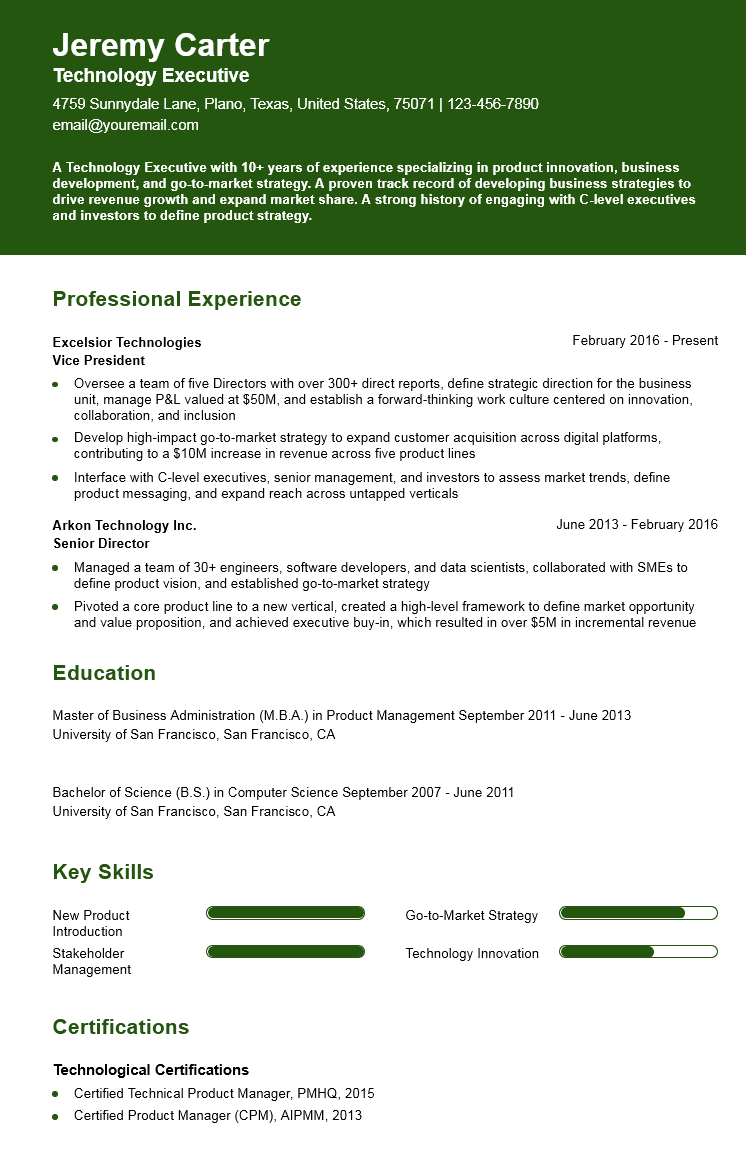 Jeremy Carter
Technology Executive
4759 Sunnydale Lane, Plano, Texas, United States, 75071 | 123-456-7890
email@youremail.com
A Technology Executive with 10+ years of experience specializing in product innovation, business
development, and go-to-market strategy. A proven track record of developing business strategies to
drive revenue growth and expand market share. A strong history of engaging with C-level executives
and investors to define product strategy.
Professional Experience
Excelsior Technologies February 2016 - Present
Vice President
Oversee a team of five Directors with over 300+ direct reports, define strategic direction for the business
unit, manage P&L valued at $50M, and establish a forward-thinking work culture centered on innovation,
collaboration, and inclusion
Develop high-impact go-to-market strategy to expand customer acquisition across digital platforms,
contributing to a $10M increase in revenue across five product lines
Interface with C-level executives, senior management, and investors to assess market trends, define
product messaging, and expand reach across untapped verticals
Arkon Technology Inc. June 2013 - February 2016
Senior Director
Managed a team of 30+ engineers, software developers, and data scientists, collaborated with SMEs to
define product vision, and established go-to-market strategy
Pivoted a core product line to a new vertical, created a high-level framework to define market opportunity
and value proposition, and achieved executive buy-in, which resulted in over $5M in incremental revenue
Education
Master of Business Administration (M.B.A.) in Product Management September 2011 - June 2013
University of San Francisco, San Francisco, CA
Bachelor of Science (B.S.) in Computer Science September 2007 - June 2011
University of San Francisco, San Francisco, CA
Key Skills
New Product
Introduction
Go-to-Market Strategy
Stakeholder
Management
Technology Innovation
Certifications
Technological Certifications
Certified Technical Product Manager, PMHQ, 2015
Certified Product Manager (CPM), AIPMM, 2013